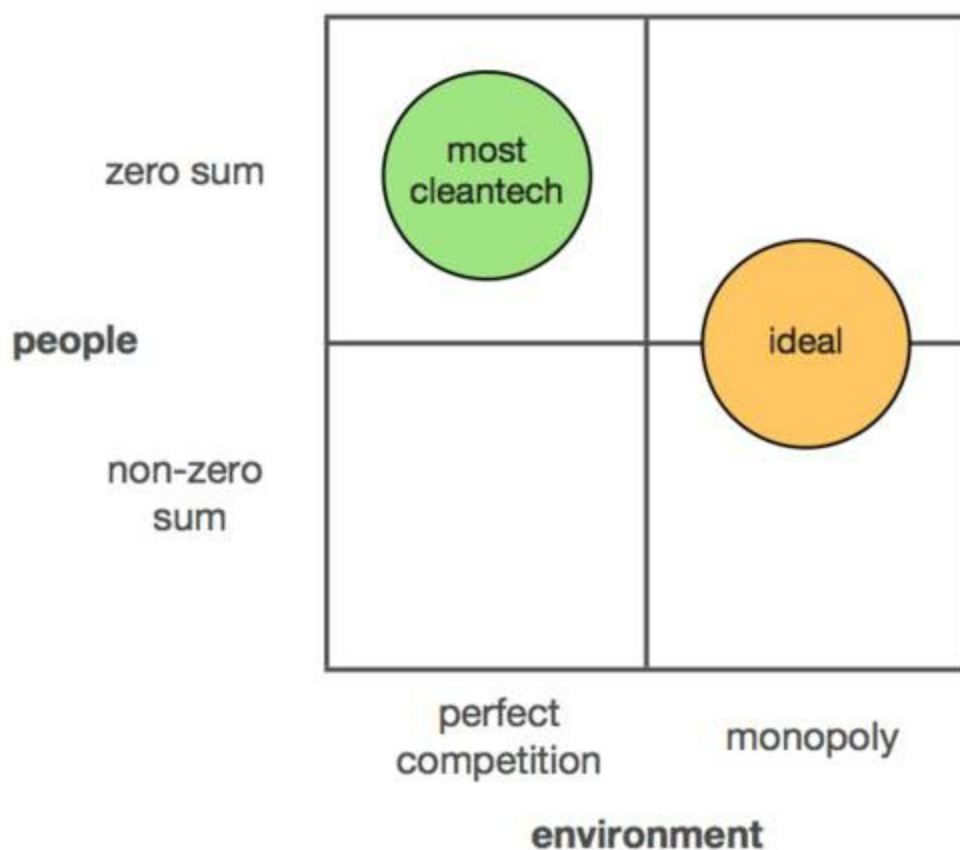 most
cleantech
zero sum
ideal
people
non-zero
sum
perfect
competition
monopoly
environment